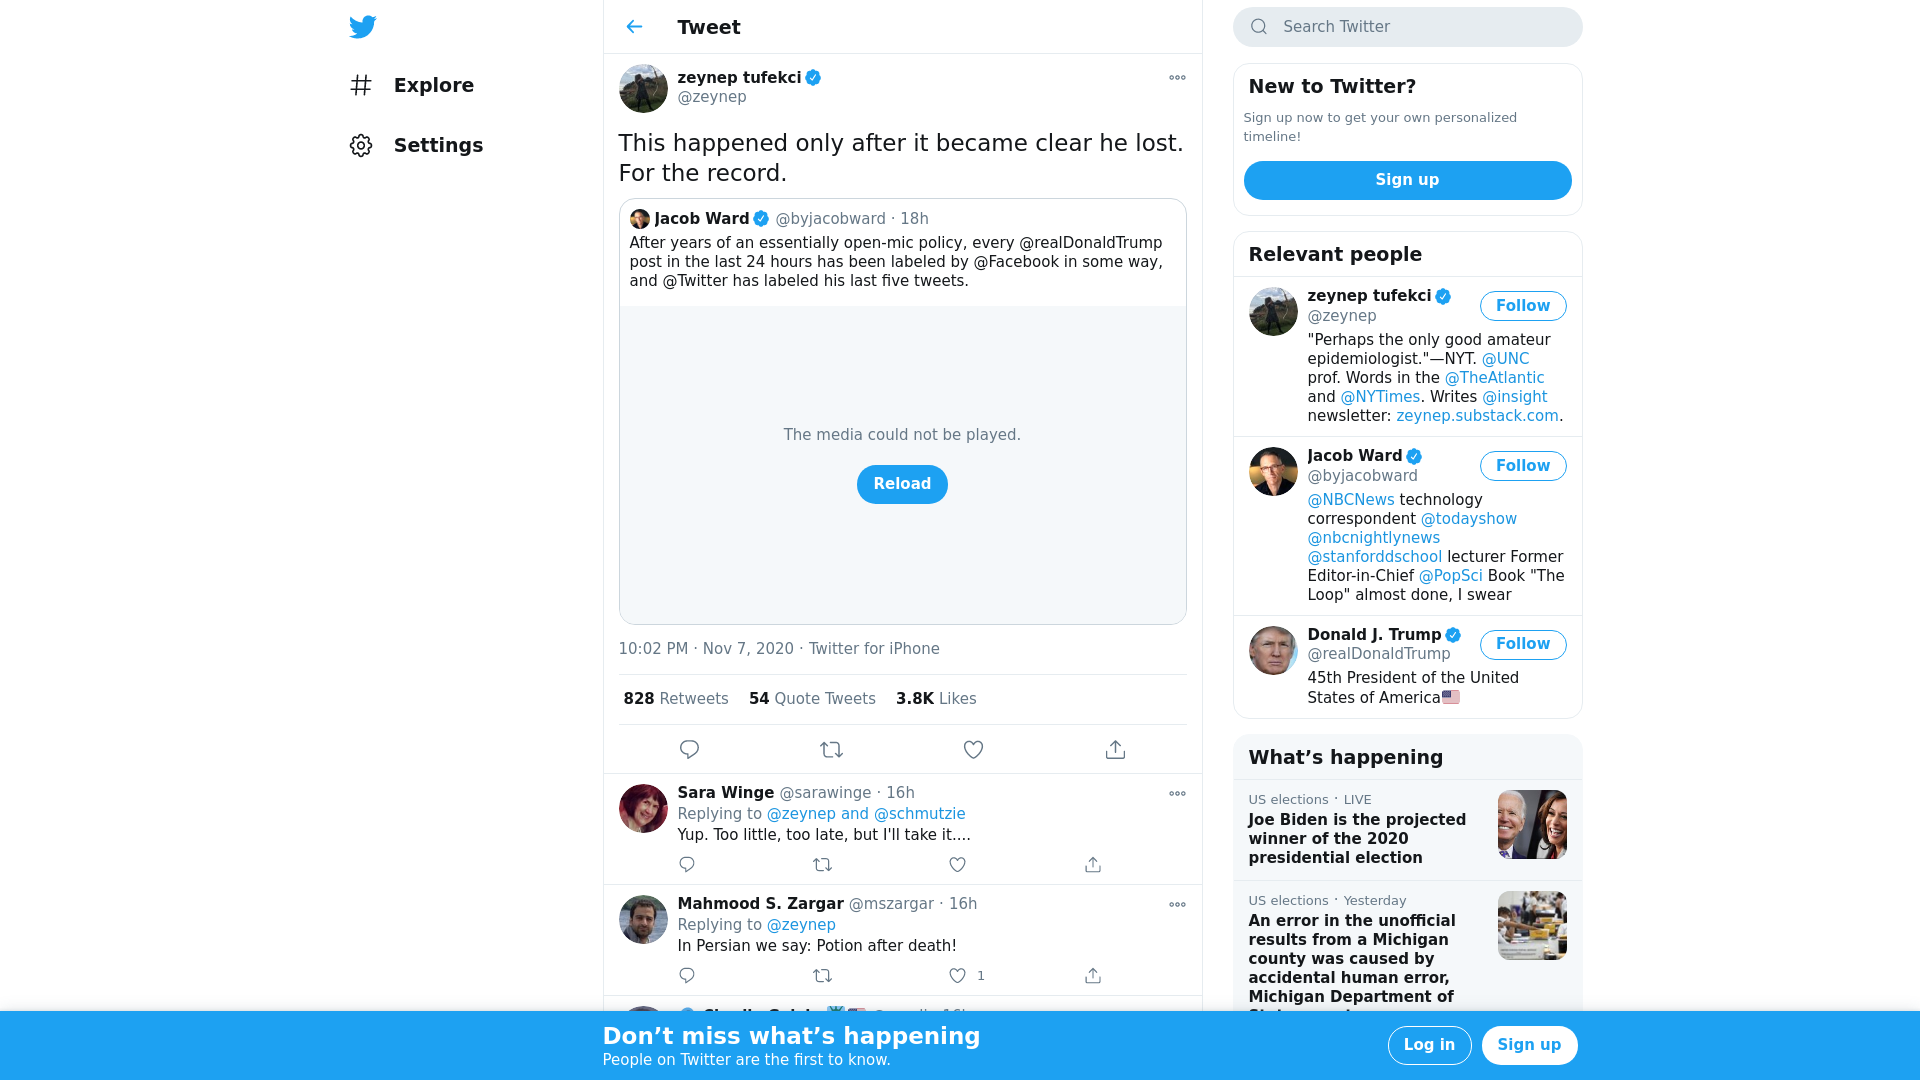 Explore
Settings
Tweet
zeynep tufekci
@zeynep
This happened only after it became clear he lost.
For the record.
Jacob Ward @byjacobward · 18h
After years of an essentially open-mic policy, every @realDonaldTrump
post in the last 24 hours has been labeled by @Facebook in some way,
and @Twitter has labeled his last five tweets.
The media could not be played.
Reload
10:02 PM · Nov 7, 2020 · Twitter for iPhone
828 Retweets 54 Quote Tweets 3.8K Likes
Sara Winge @sarawinge · 16h
Replying to @zeynep and @schmutzie
Yup. Too little, too late, but I'll take it....
Mahmood S. Zargar @mszargar · 16h
Replying to @zeynep
In Persian we say: Potion after death!
1
Search Twitter
New to Twitter?
Sign up now to get your own personalized
timeline!
Sign up
Relevant people
zeynep tufekci
@zeynep
Follow
"Perhaps the only good amateur
epidemiologist."—NYT. @UNC
prof. Words in the @TheAtlantic
and @NYTimes. Writes @insight
newsletter: zeynep.substack.com.
Jacob Ward
@byjacobward
Follow
@NBCNews technology
correspondent @todayshow
@nbcnightlynews
@stanforddschool lecturer Former
Editor-in-Chief @PopSci Book "The
Loop" almost done, I swear
Donald J. Trump
@realDonaldTrump
Follow
45th President of the United
States of America🇺🇸
What’s happening
US elections · LIVE
Joe Biden is the projected
winner of the 2020
presidential election
US elections · Yesterday
An error in the unofficial
results from a Michigan
county was caused by
accidental human error,
Michigan Department of
Don’t miss what’s happening
People on Twitter are the first to know.
Log in
Sign up